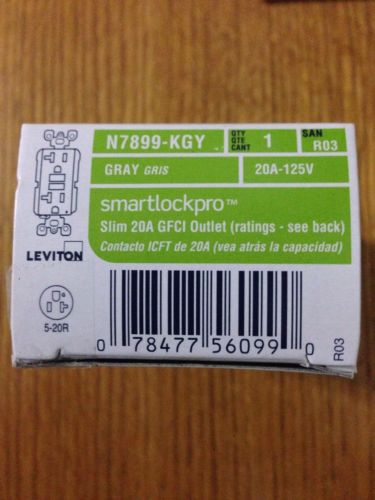 N7899-KGY
QTY
QTE
CANT
1
SAN
R03
GRAY GRIS
20A-125V
smartlockpro™
Slim 20A GFCI Outlet (ratings - see back)
Contacto ICFT de 20A (vea atrás la capacidad)
LEVITON
5-20R
0 78477 56099 0
R03